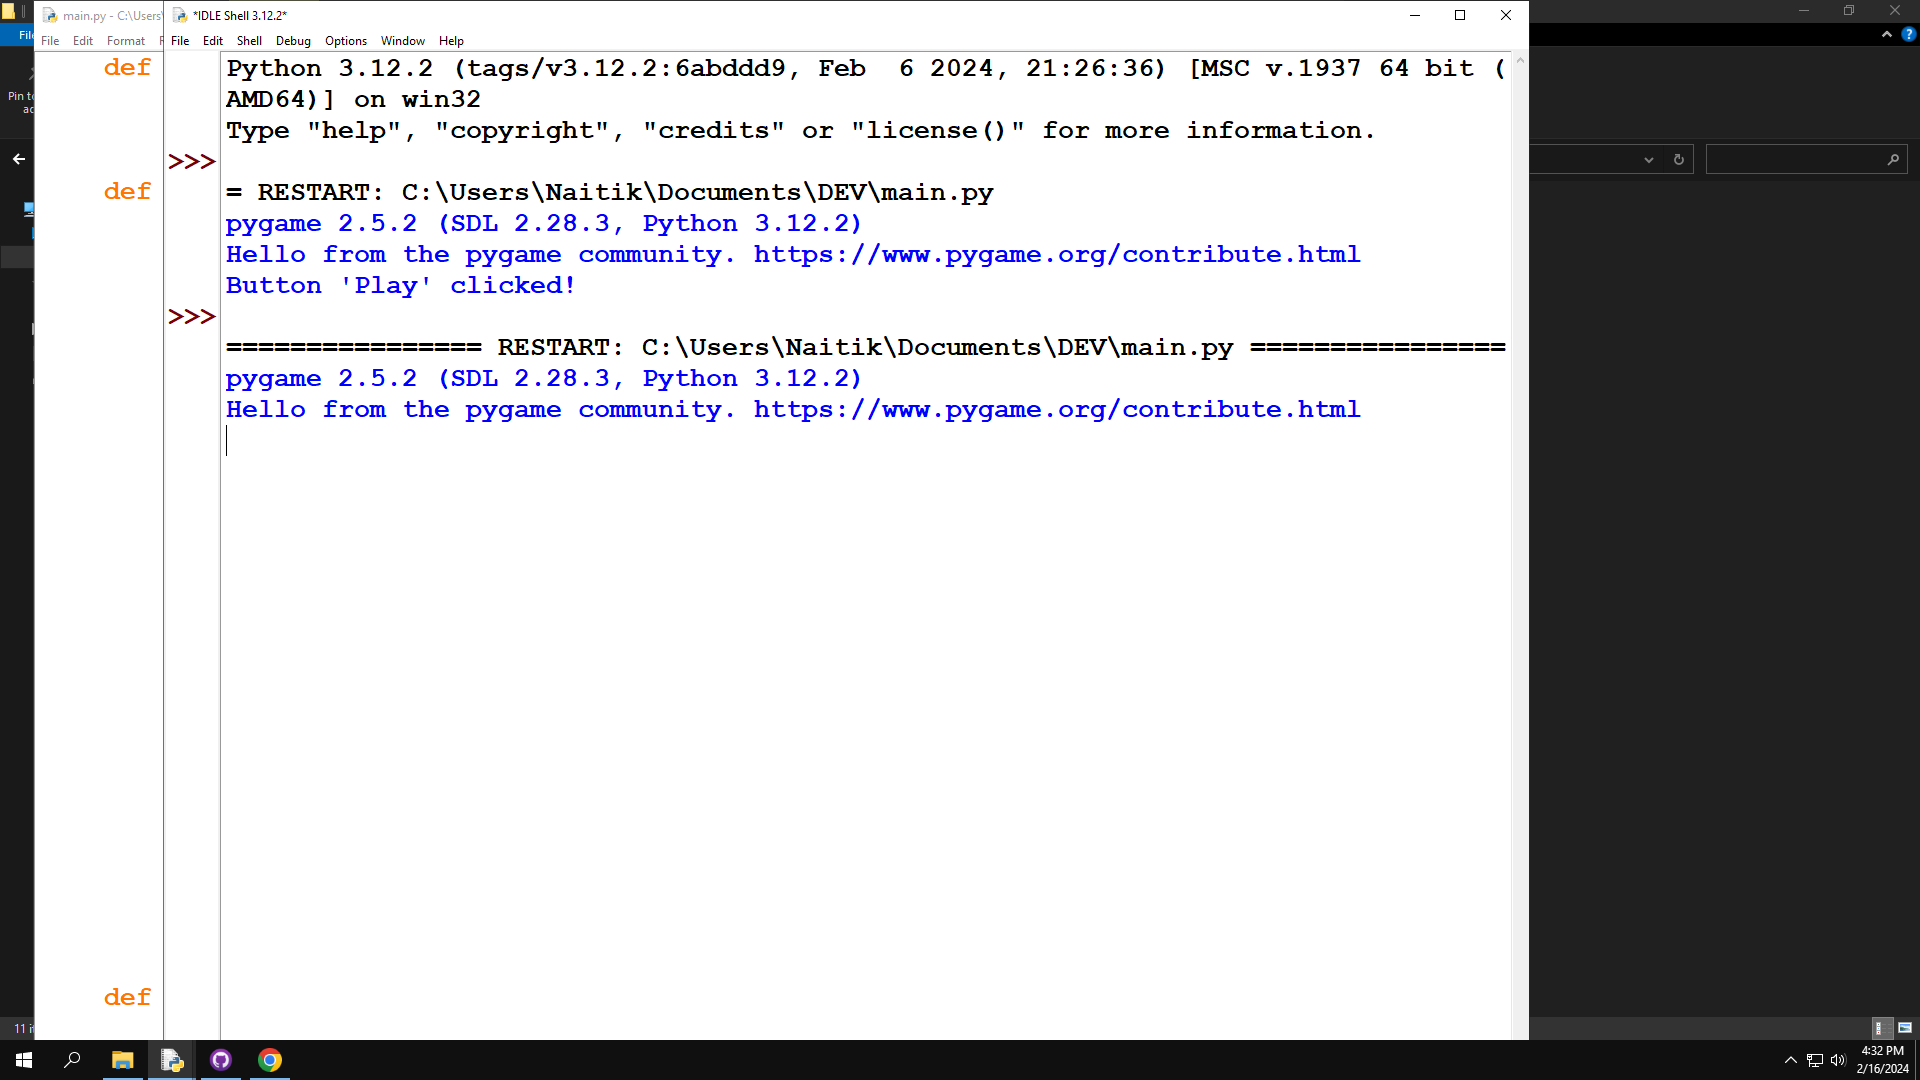 main.py - C:\Users\
*IDLE Shell 3.12.2*
File Edit Format
File Edit Shell Debug Options Window Help
def
Python 3.12.2 (tags/v3.12.2:6abddd9, Feb  6 2024, 21:26:36) [MSC v.1937 64 bit (
AMD64)] on win32
Type "help", "copyright", "credits" or "license()" for more information.
>>>
def
= RESTART: C:\Users\Naitik\Documents\DEV\main.py
pygame 2.5.2 (SDL 2.28.3, Python 3.12.2)
Hello from the pygame community. https://www.pygame.org/contribute.html
Button 'Play' clicked!
>>>
================ RESTART: C:\Users\Naitik\Documents\DEV\main.py ================
pygame 2.5.2 (SDL 2.28.3, Python 3.12.2)
Hello from the pygame community. https://www.pygame.org/contribute.html
def
11
4:32 PM
2/16/2024